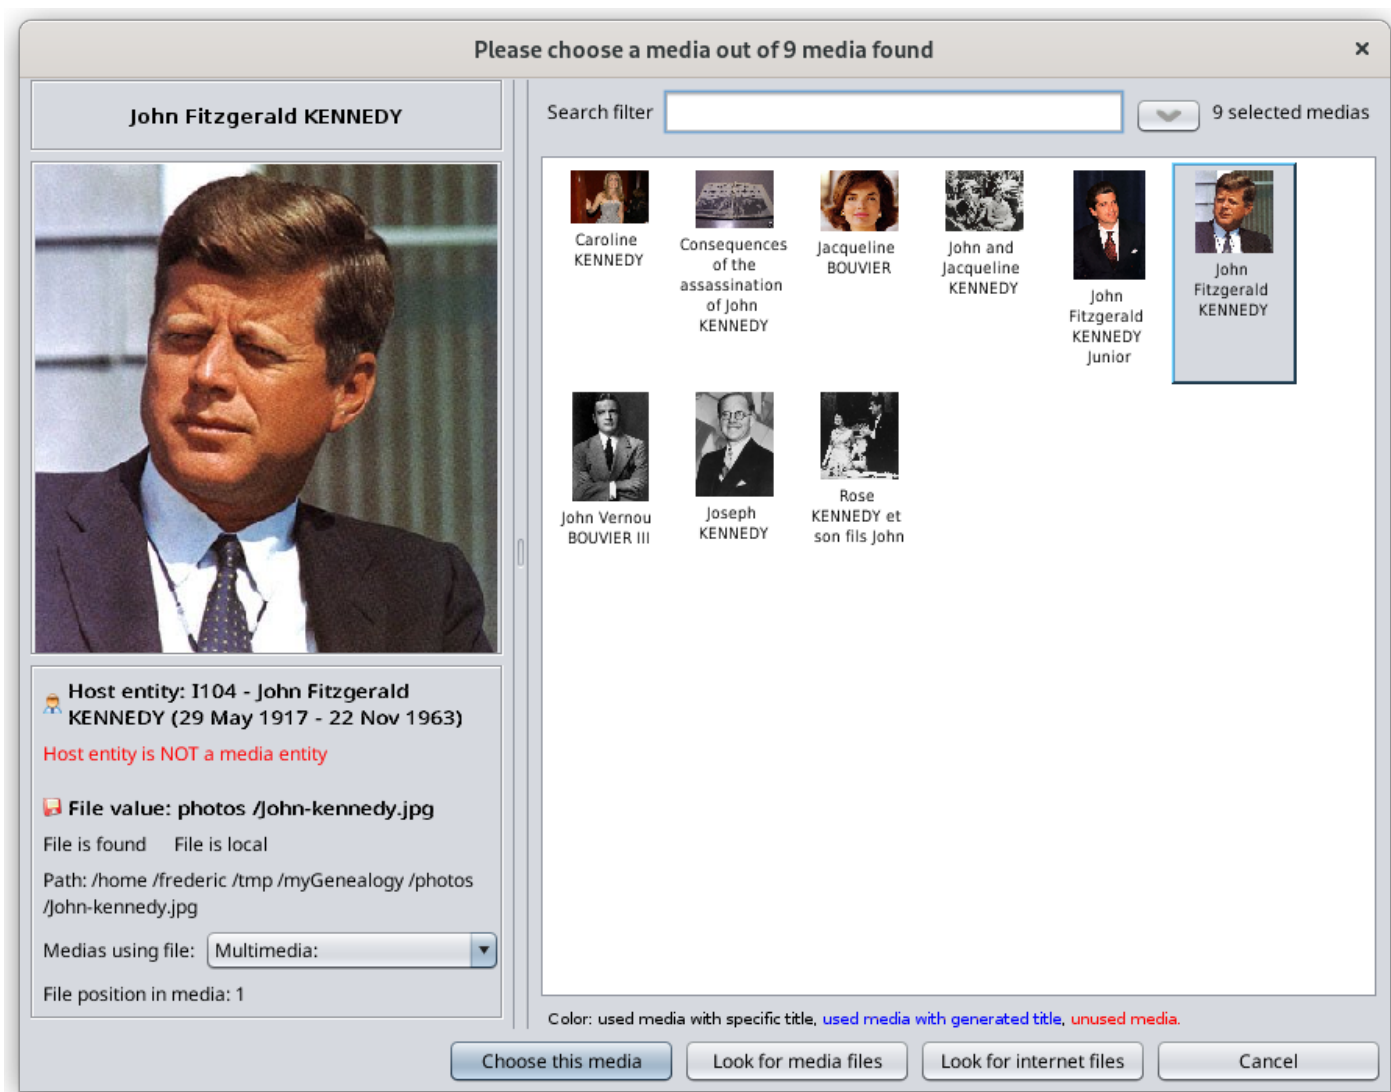 Please choose a media out of 9 media found
×
John Fitzgerald KENNEDY
Host entity: I104 - John Fitzgerald
KENNEDY (29 May 1917 - 22 Nov 1963)
Host entity is NOT a media entity
File value: photos /John-kennedy.jpg
File is found File is local
Path: /home /frederic /tmp /myGenealogy /photos
/John-kennedy.jpg
Medias using file: Multimedia:
File position in media: 1
Search filter 9 selected medias
Caroline
KENNEDY
Consequences
of the
assassination
of John
KENNEDY
Jacqueline
BOUVIER
John and
Jacqueline
KENNEDY
John
Fitzgerald
KENNEDY
Junior
John
Fitzgerald
KENNEDY
John Vernou
BOUVIER III
Joseph
KENNEDY
Rose
KENNEDY et
son fils John
Color: used media with specific title, used media with generated title, unused media.
Choose this media Look for media files Look for internet files Cancel